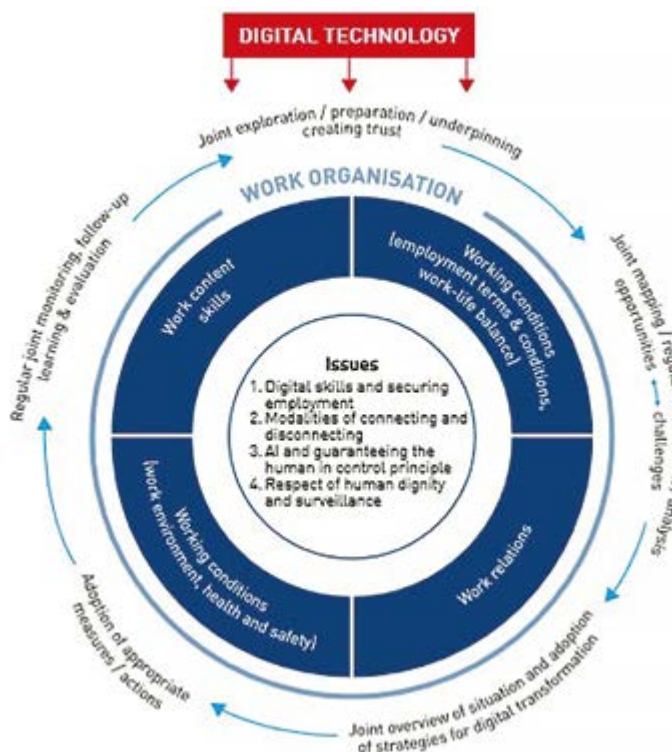 DIGITAL TECHNOLOGY
Joint exploration / preparation / underpinning
creating trust
WORK ORGANISATION
Work content
skills
Working conditions
(employment terms & conditions,
work-life balance)
Joint mapping /
opportunities
challenges
analysis:
Issues
1. Digital skills and securing
employment
2. Modalities of connecting and
disconnecting
3. AI and guaranteeing the
human in control principle
4. Respect of human dignity
and surveillance
Working conditions
(work environment, health and safety)
Work relations
Joint overview of situation and adoption
of strategies for digital transformation
Adoption of appropriate
measures / actions
Regular joint monitoring, follow-up
learning & evaluation